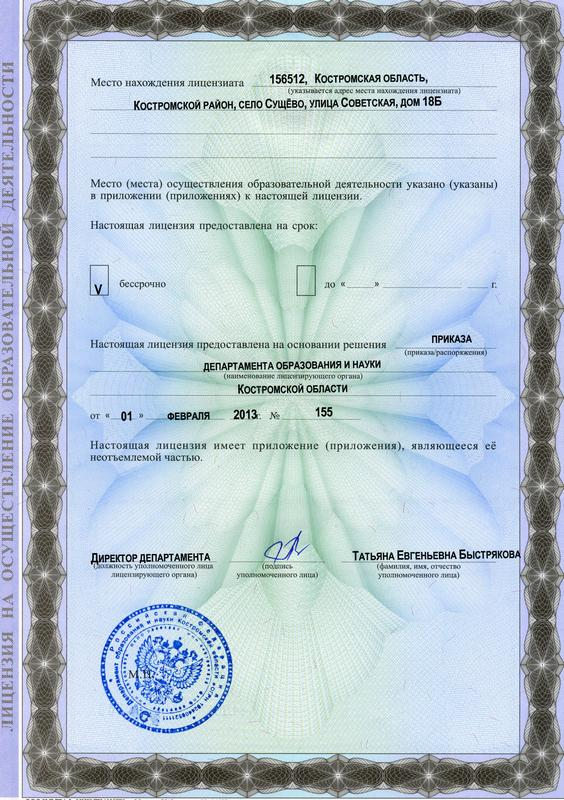 ЛИЦЕНЗИЯ НА ОСУЩЕСТВЛЕНИЕ ОБРАЗОВАТЕЛЬНОЙ ДЕЯТЕЛЬНОСТИ
Место нахождения лицензиата 156512, Костромская область,
(указывается адрес места нахождения лицензиата)
Костромской район, село Сущёво, улица Советская, дом 18Б
Место (места) осуществления образовательной деятельности указано (указаны)
в приложении (приложениях) к настоящей лицензии.
Настоящая лицензия предоставлена на срок:
V бессрочно до « » г.
Настоящая лицензия предоставлена на основании решения ПРИКАЗА
(приказа/распоряжения)
ДЕПАРТАМЕНТА ОБРАЗОВАНИЯ И НАУКИ
(наименование лицензирующего органа)
Костромской области
от « 01 » ФЕВРАЛЯ 2013г. № 155
Настоящая лицензия имеет приложение (приложения), являющееся её
неотъемлемой частью.
Директор департамента Татьяна Евгеньевна Быстрякова
(должность уполномоченного лица (подпись (фамилия, имя, отчество
лицензирующего органа) уполномоченного лица) уполномоченного лица)
М.П.